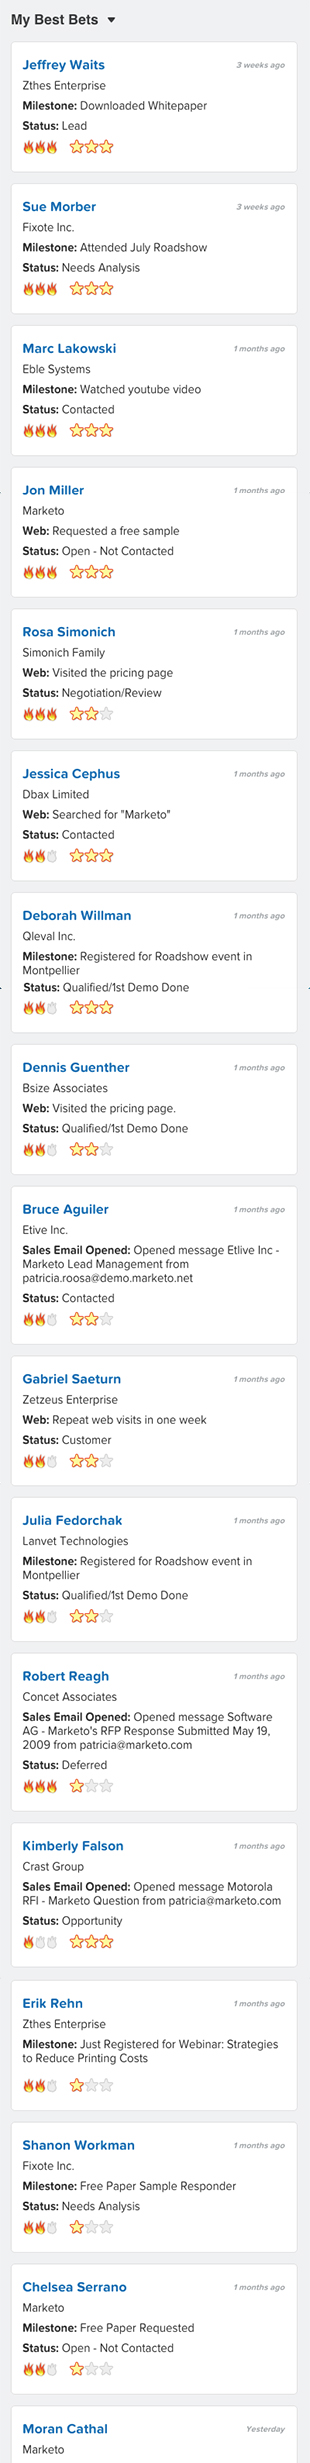 My Best Bets
Jeffrey Waits 3 weeks ago
Zthes Enterprise
Milestone: Downloaded Whitepaper
Status: Lead
Sue Morber 3 weeks ago
Fixote Inc.
Milestone: Attended July Roadshow
Status: Needs Analysis
Marc Lakowski 1 months ago
Eble Systems
Milestone: Watched youtube video
Status: Contacted
Jon Miller 1 months ago
Marketo
Web: Requested a free sample
Status: Open - Not Contacted
Rosa Simonich 1 months ago
Simonich Family
Web: Visited the pricing page
Status: Negotiation/Review
Jessica Cephus 1 months ago
Dbax Limited
Web: Searched for "Marketo"
Status: Contacted
Deborah Willman 1 months ago
Qleval Inc.
Milestone: Registered for Roadshow event in
Montpellier
Status: Qualified/1st Demo Done
Dennis Guenther 1 months ago
Bsize Associates
Web: Visited the pricing page.
Status: Qualified/1st Demo Done
Bruce Aguiler 1 months ago
Etive Inc.
Sales Email Opened: Opened message Etlive Inc -
Marketo Lead Management from
patricia.roosa@demo.marketo.net
Status: Contacted
Gabriel Saeturn 1 months ago
Zetzeus Enterprise
Web: Repeat web visits in one week
Status: Customer
Julia Fedorchak 1 months ago
Lanvet Technologies
Milestone: Registered for Roadshow event in
Montpellier
Status: Qualified/1st Demo Done
Robert Reagh 1 months ago
Concet Associates
Sales Email Opened: Opened message Software
AG - Marketo's RFP Response Submitted May 19,
2009 from patricia@marketo.com
Status: Deferred
Kimberly Falson 1 months ago
Crast Group
Sales Email Opened: Opened message Motorola
RFI - Marketo Question from patricia@marketo.com
Status: Opportunity
Erik Rehn 1 months ago
Zthes Enterprise
Milestone: Just Registered for Webinar: Strategies
to Reduce Printing Costs
Shanon Workman 1 months ago
Fixote Inc.
Milestone: Free Paper Sample Responder
Status: Needs Analysis
Chelsea Serrano 1 months ago
Marketo
Milestone: Free Paper Requested
Status: Open - Not Contacted
Moran Cathal Yesterday
Marketo